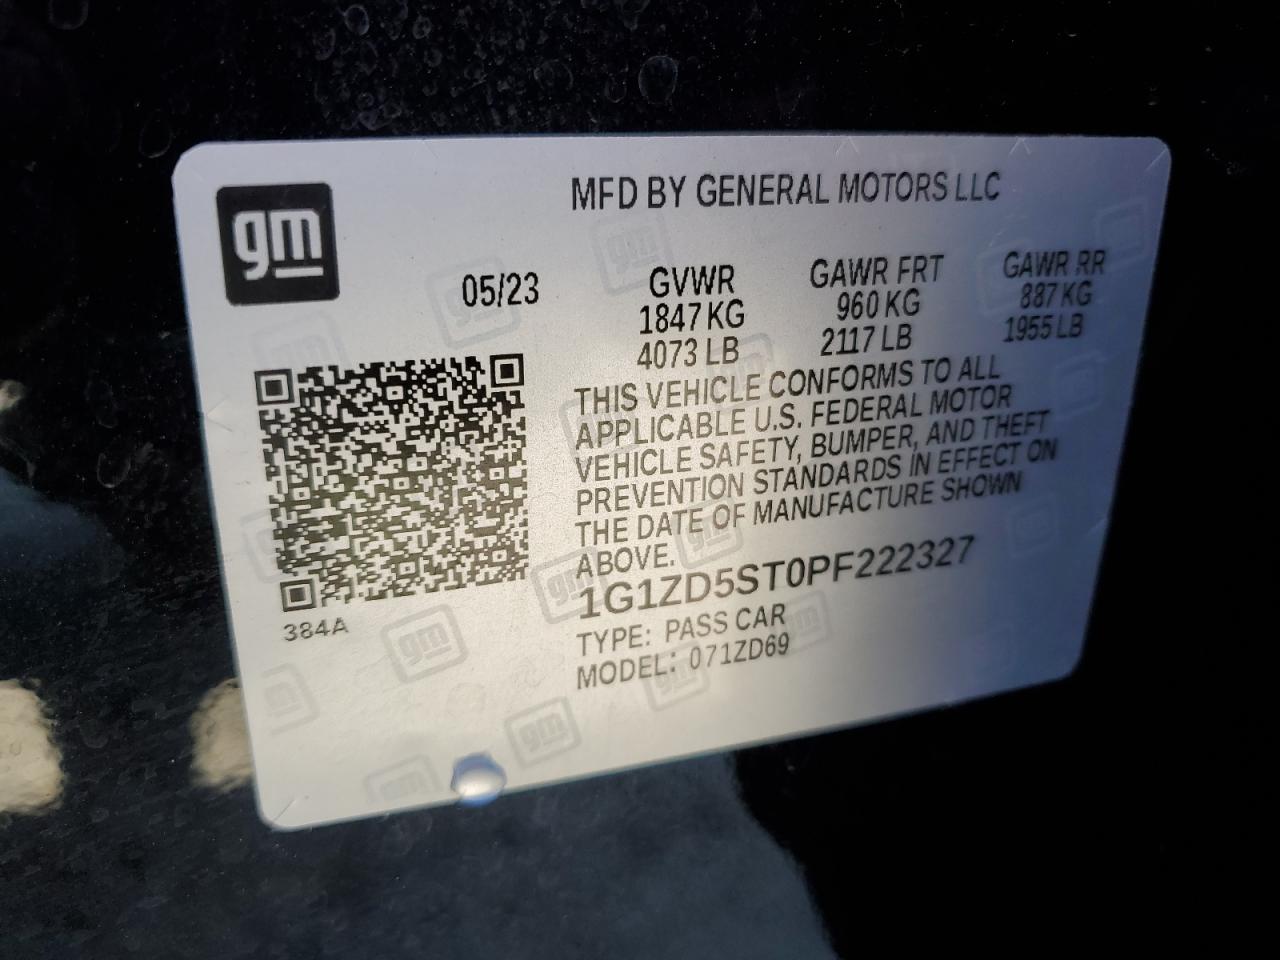 gm
MFD BY GENERAL MOTORS LLC
05/23
GVWR
1847 KG
4073 LB
GAWR FRT
960 KG
2117 LB
GAWR RR
887 KG
1955 LB
THIS VEHICLE CONFORMS TO ALL
APPLICABLE U.S. FEDERAL MOTOR
VEHICLE SAFETY, BUMPER, AND THEFT
PREVENTION STANDARDS IN EFFECT ON
THE DATE OF MANUFACTURE SHOWN
ABOVE.
1G1ZD5ST0PF222327
TYPE: PASS CAR
MODEL: 071ZD69
384A